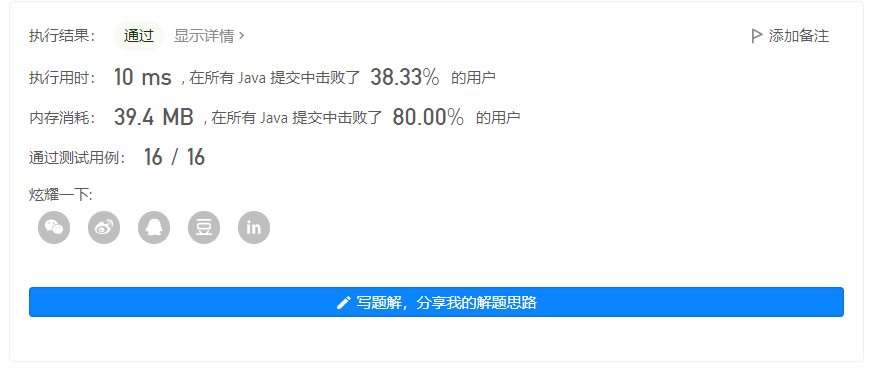 执行结果： 通过 显示详情 › 添加备注
执行用时： 10 ms , 在所有 Java 提交中击败了 38.33% 的用户
内存消耗： 39.4 MB , 在所有 Java 提交中击败了 80.00% 的用户
通过测试用例： 16 / 16
炫耀一下:
豆 in
写题解，分享我的解题思路